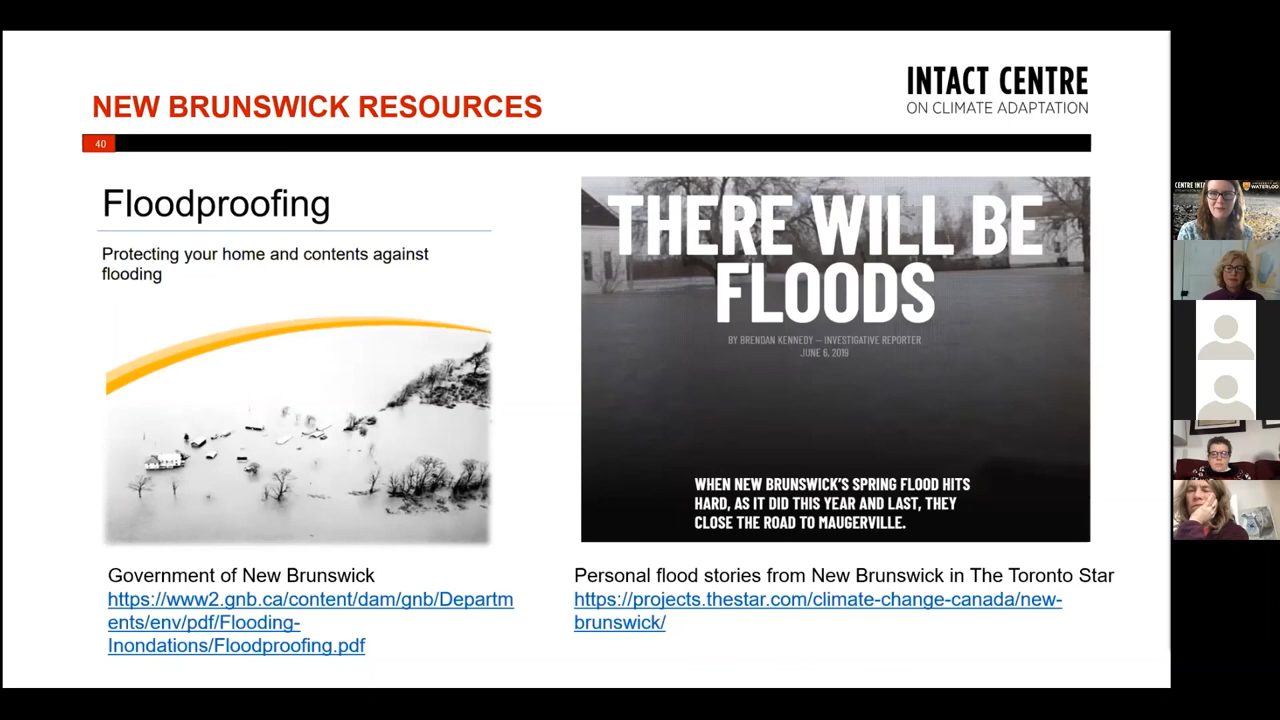 NEW BRUNSWICK RESOURCES
INTACT CENTRE
ON CLIMATE ADAPTATION
40
Floodproofing
Protecting your home and contents against
flooding
THERE WILL BE
FLOODS
BY BRENDAN KENNEDY — INVESTIGATIVE REPORTER
JUNE 6, 2019
WHEN NEW BRUNSWICK'S SPRING FLOOD HITS
HARD, AS IT DID THIS YEAR AND LAST, THEY
CLOSE THE ROAD TO MAUGERVILLE.
Government of New Brunswick
https://www2.gnb.ca/content/dam/gnb/Departm
ents/env/pdf/Flooding-
Inondations/Floodproofing.pdf
Personal flood stories from New Brunswick in The Toronto Star
https://projects.thestar.com/climate-change-canada/new-
brunswick/
CENTRE INT
WATERLOO